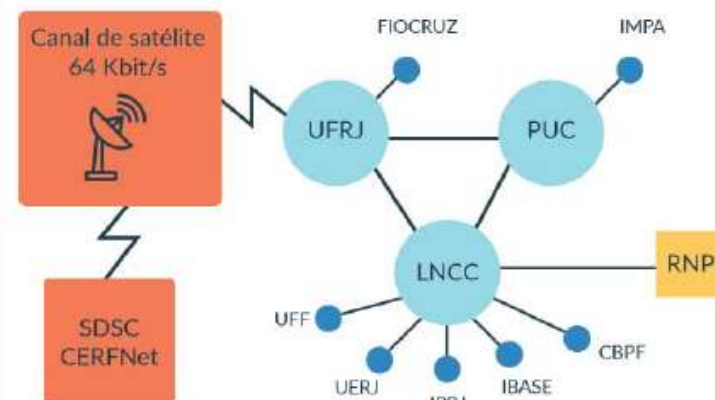 Canal de satélite
64 Kbit/s
FIOCRUZ
IMPA
UFRJ
PUC
LNCC
RNP
SDSC
CERFNet
UFF
UERJ
IBASE
CBPF